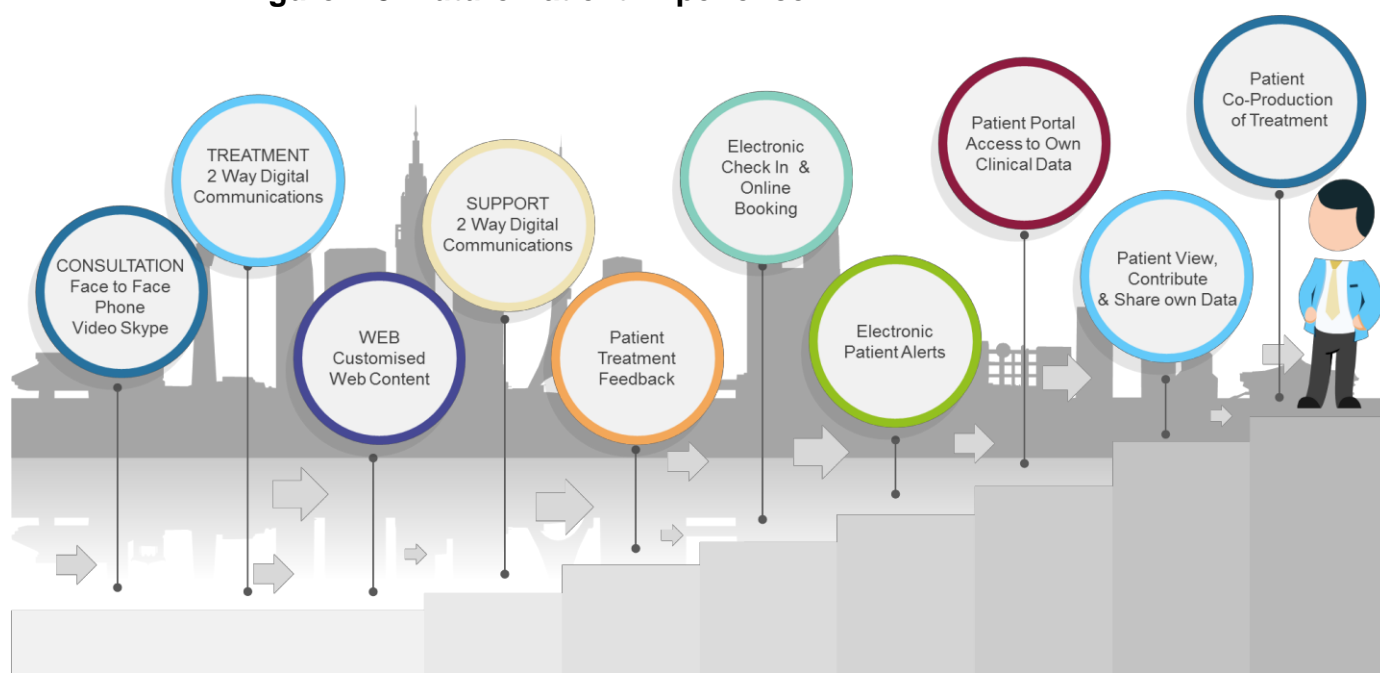 CONSULTATION
Face to Face
Phone
Video Skype
TREATMENT
2 Way Digital
Communications
WEB
Customised
Web Content
SUPPORT
2 Way Digital
Communications
Patient
Treatment
Feedback
Electronic
Check In &
Online
Booking
Electronic
Patient Alerts
Patient Portal
Access to Own
Clinical Data
Patient View,
Contribute
& Share own Data
Patient
Co-Production
of Treatment